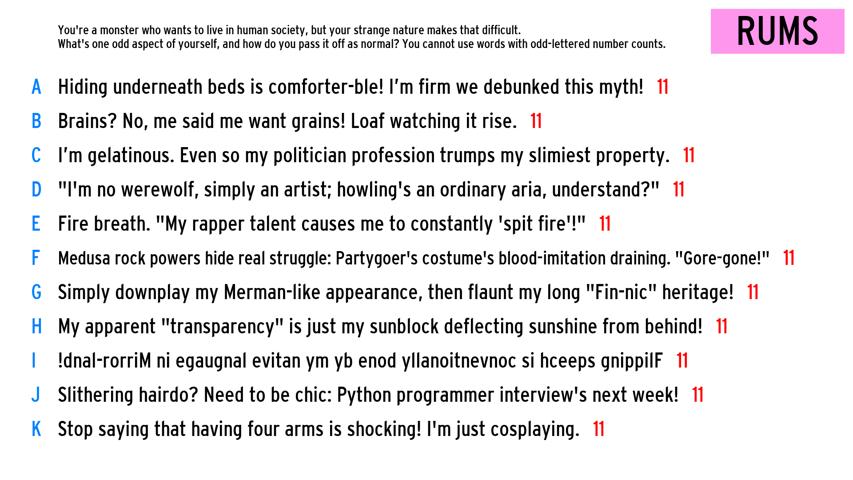 You're a monster who wants to live in human society, but your strange nature makes that difficult.
What's one odd aspect of yourself, and how do you pass it off as normal? You cannot use words with odd-lettered number counts.
RUMS
A Hiding underneath beds is comforter-ble! I'm firm we debunked this myth! 11
B Brains? No, me said me want grains! Loaf watching it rise. 11
C I'm gelatinous. Even so my politician profession trumps my slimiest property. 11
D "I'm no werewolf, simply an artist; howling's an ordinary aria, understand?" 11
E Fire breath. "My rapper talent causes me to constantly 'spit fire'!" 11
F Medusa rock powers hide real struggle: Partygoer's costume's blood-imitation draining. "Gore-gone!" 11
G Simply downplay my Merman-like appearance, then flaunt my long "Fin-nic" heritage! 11
H My apparent "transparency" is just my sunblock deflecting sunshine from behind! 11
I !dnal-rorriM ni egaugnal evitan ym yb enod yllanoitnevnoc si hceeps gnippilF 11
J Slithering hairdo? Need to be chic: Python programmer interview's next week! 11
K Stop saying that having four arms is shocking! I'm just cosplaying. 11